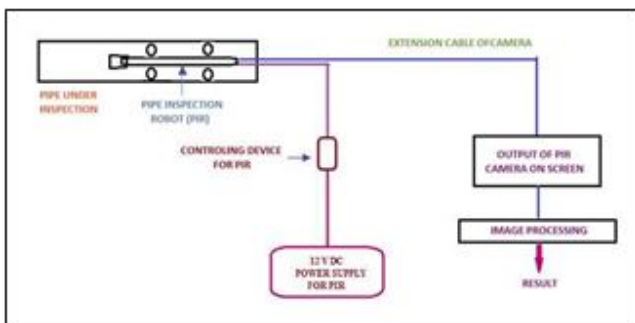 EXTENSION CABLE OFCAMERA
PIPE UNDER
INSPECTION
PIPE INSPECTION
ROBOT (PIR)
CONTROLING DEVICE
FOR PIR
OUTPUT OF PIR
CAMERA ON SCREEN
IMAGE PROCESSING
12 V DC
POWER SUPPLY
FOR PIR
RESULT